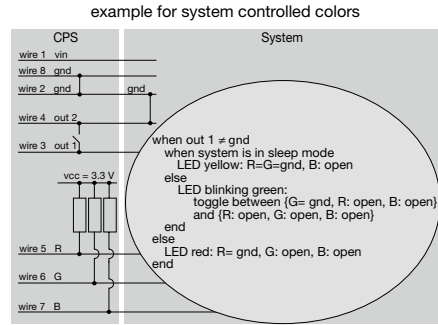 example for system controlled colors
CPS
System
wire 1 vin
wire 8 gnd
wire 2 gnd
gnd
wire 4 out 2
wire 3 out 1
vcc = 3.3 V
when out 1 ≠ gnd
when system is in sleep mode
LED yellow: R=G=gnd, B: open
else
LED blinking green:
toggle between {G= gnd, R: open, B: open}
and {R: open, G: open, B: open}
end
else
LED red: R= gnd, G: open, B: open
end
wire 5 R
wire 6 G
wire 7 B